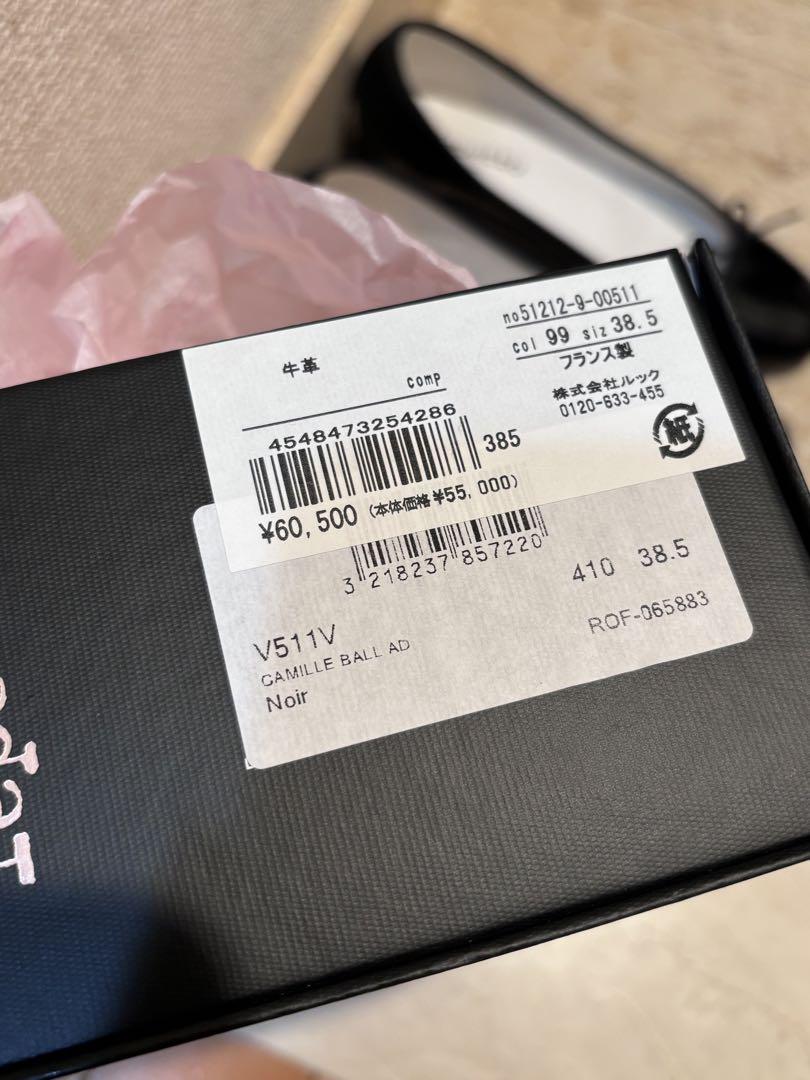 牛革
comp
no51212-9-00511
col 99 siz 38.5
フランス製
株式会社ルック
0120-633-455
紙
4548473254286
385
¥60,500 (本体価格¥55,000)
3 218237 857220
410 38.5
V511V
CAMILLE BALL AD
ROF-065883
Noir